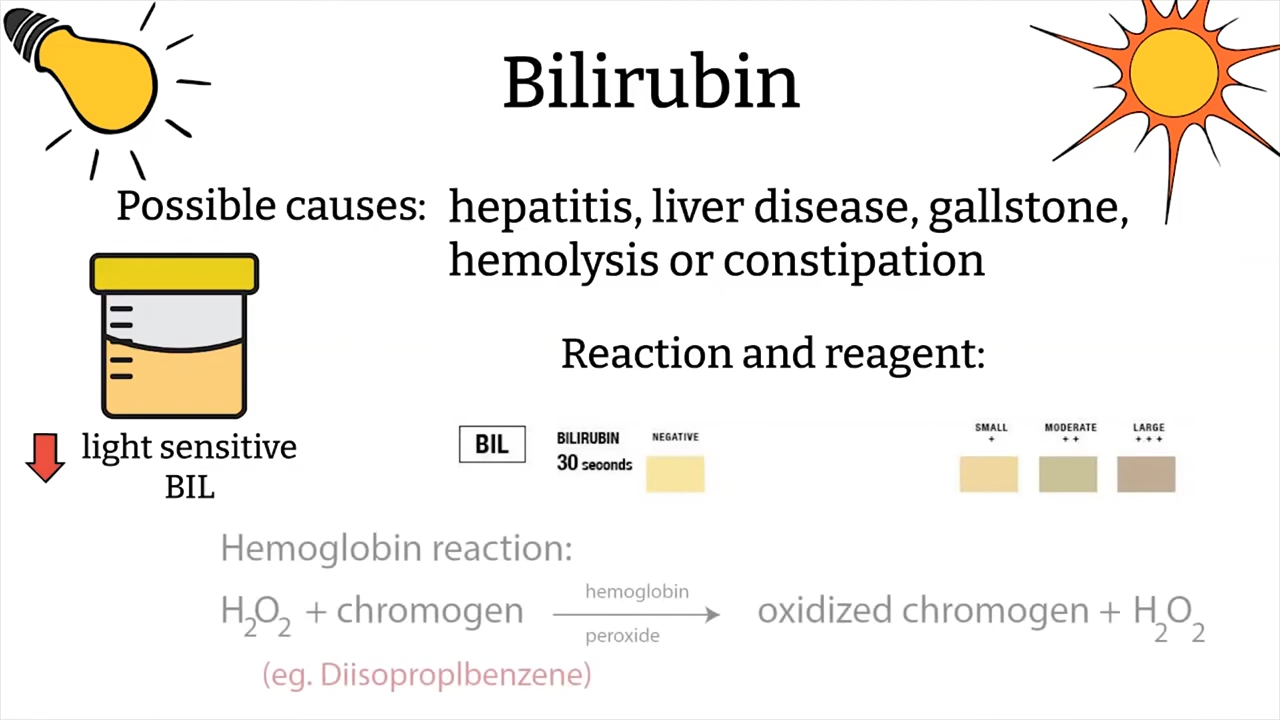 Bilirubin
Possible causes: hepatitis, liver disease, gallstone,
hemolysis or constipation
Reaction and reagent:
BIL BILIRUBIN NEGATIVE SMALL MODERATE LARGE
30 seconds + ++ +++
light sensitive
BIL
Hemoglobin reaction:
H₂O₂ + chromogen hemoglobin oxidized chromogen + H₂O₂
peroxide
(eg. Diisoproplbenzene)